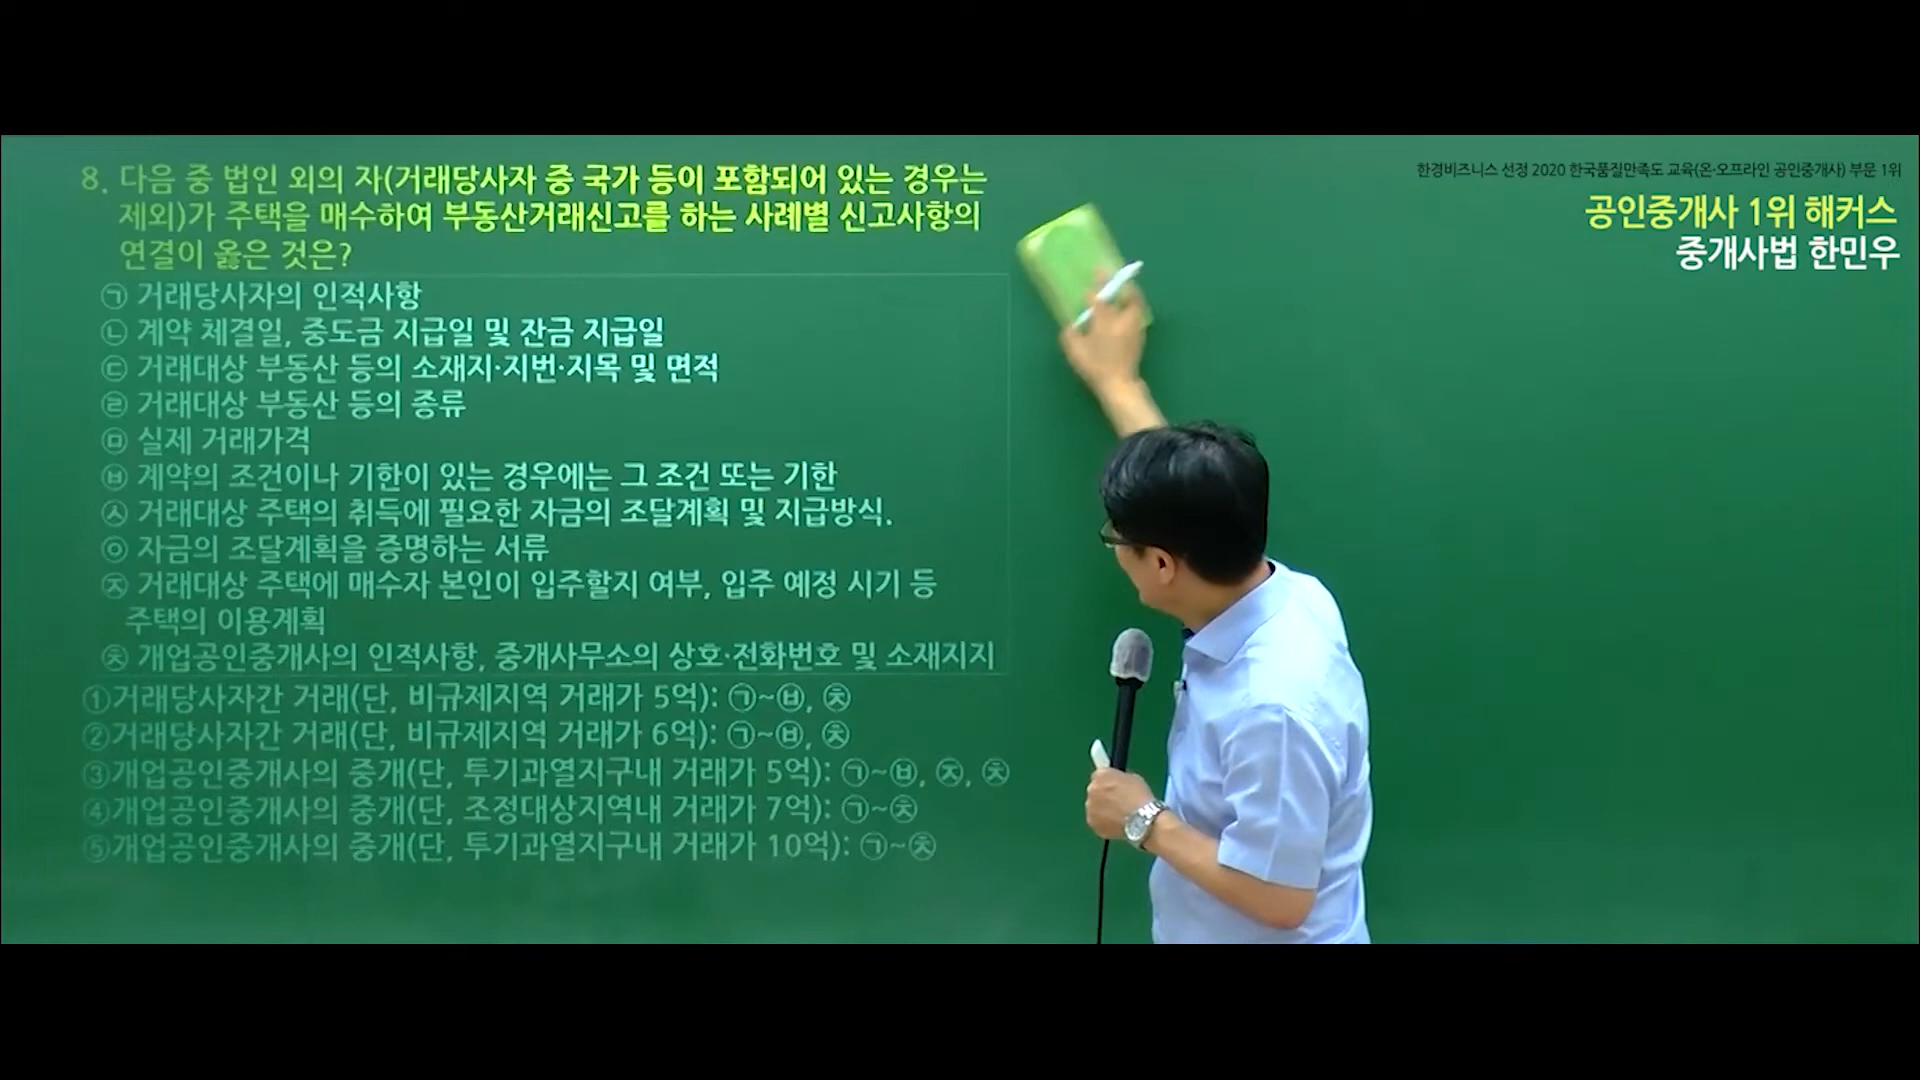 8. 다음 중 법인 외의 자(거래당사자 중 국가 등이 포함되어 있는 경우는
제외)가 주택을 매수하여 부동산거래신고를 하는 사례별 신고사항의
연결이 옳은 것은?
㉠ 거래당사자의 인적사항
㉡ 계약 체결일, 중도금 지급일 및 잔금 지급일
㉢ 거래대상 부동산 등의 소재지·지번·지목 및 면적
㉣ 거래대상 부동산 등의 종류
㉤ 실제 거래가격
㉥ 계약의 조건이나 기한이 있는 경우에는 그 조건 또는 기한
㉦ 거래대상 주택의 취득에 필요한 자금의 조달계획 및 지급방식.
㉧ 자금의 조달계획을 증명하는 서류
㉨ 거래대상 주택에 매수자 본인이 입주할지 여부, 입주 예정 시기 등
주택의 이용계획
㉩ 개업공인중개사의 인적사항, 중개사무소의 상호·전화번호 및 소재지지
①거래당사자간 거래(단, 비규제지역 거래가 5억): ㉠~㉥, ㉩
②거래당사자간 거래(단, 비규제지역 거래가 6억): ㉠~㉥, ㉩
③개업공인중개사의 중개(단, 투기과열지구내 거래가 5억): ㉠~㉥, ㉨, ㉩
④개업공인중개사의 중개(단, 조정대상지역내 거래가 7억): ㉠~㉩
⑤개업공인중개사의 중개(단, 투기과열지구내 거래가 10억): ㉠~㉩
한경비즈니스 선정 2020 한국품질만족도 교육(온·오프라인 공인중개사) 부문 1위
공인중개사 1위 해커스
중개사법 한민우